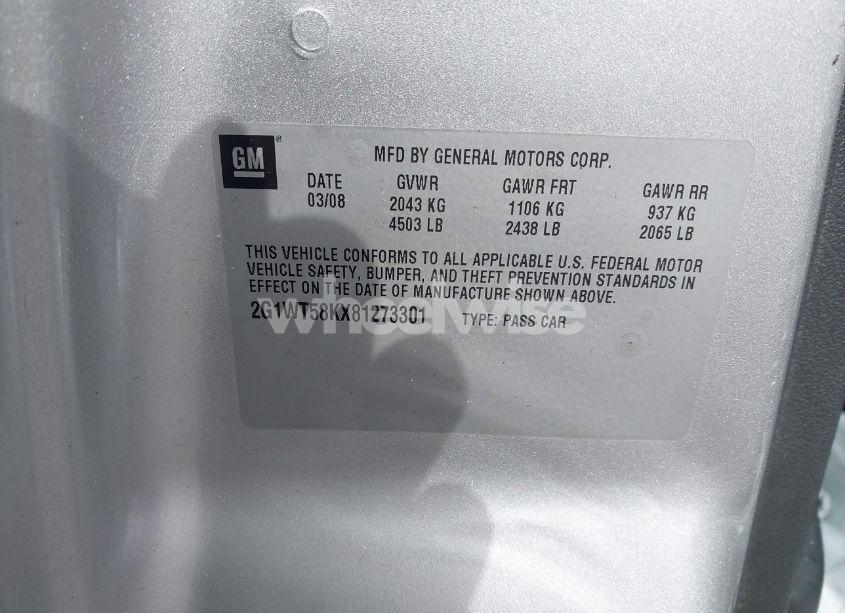 GM®
MFD BY GENERAL MOTORS CORP.
DATE GVWR GAWR FRT GAWR RR
03/08 2043 KG 1106 KG 937 KG
4503 LB 2438 LB 2065 LB
THIS VEHICLE CONFORMS TO ALL APPLICABLE U.S. FEDERAL MOTOR
VEHICLE SAFETY, BUMPER, AND THEFT PREVENTION STANDARDS IN
EFFECT ON THE DATE OF MANUFACTURE SHOWN ABOVE.
2G1WT58KX81273301 TYPE: PASS CAR
wheelwise